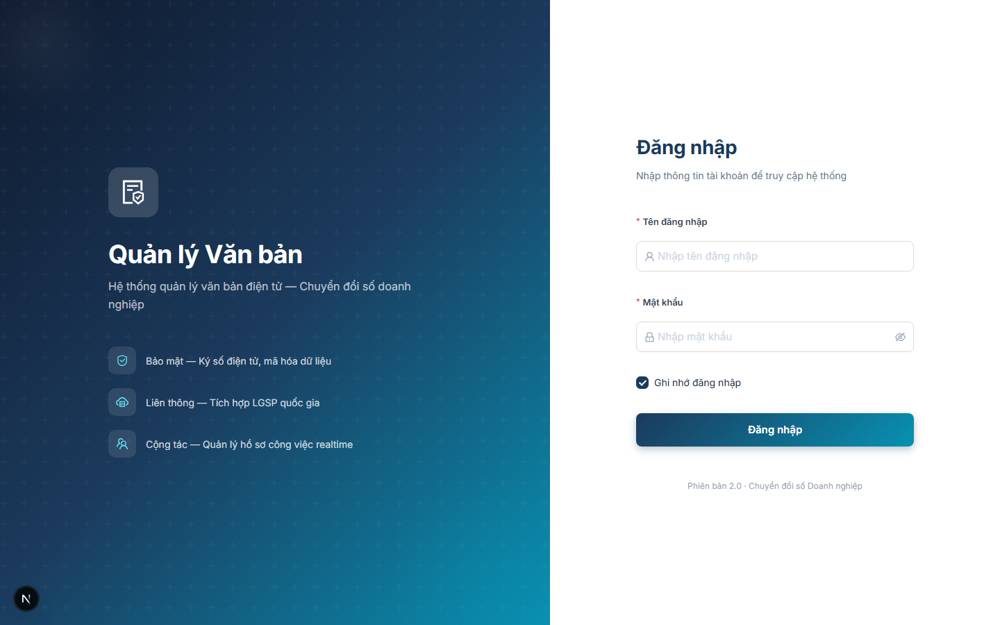 Quản lý Văn bản
Hệ thống quản lý văn bản điện tử — Chuyển đổi số doanh
nghiệp
Bảo mật — Ký số điện tử, mã hóa dữ liệu
Liên thông — Tích hợp LGSP quốc gia
Cộng tác — Quản lý hồ sơ công việc realtime
N
Đăng nhập
Nhập thông tin tài khoản để truy cập hệ thống
* Tên đăng nhập
Nhập tên đăng nhập
* Mật khẩu
Nhập mật khẩu
Ghi nhớ đăng nhập
Đăng nhập
Phiên bản 2.0 · Chuyển đổi số Doanh nghiệp